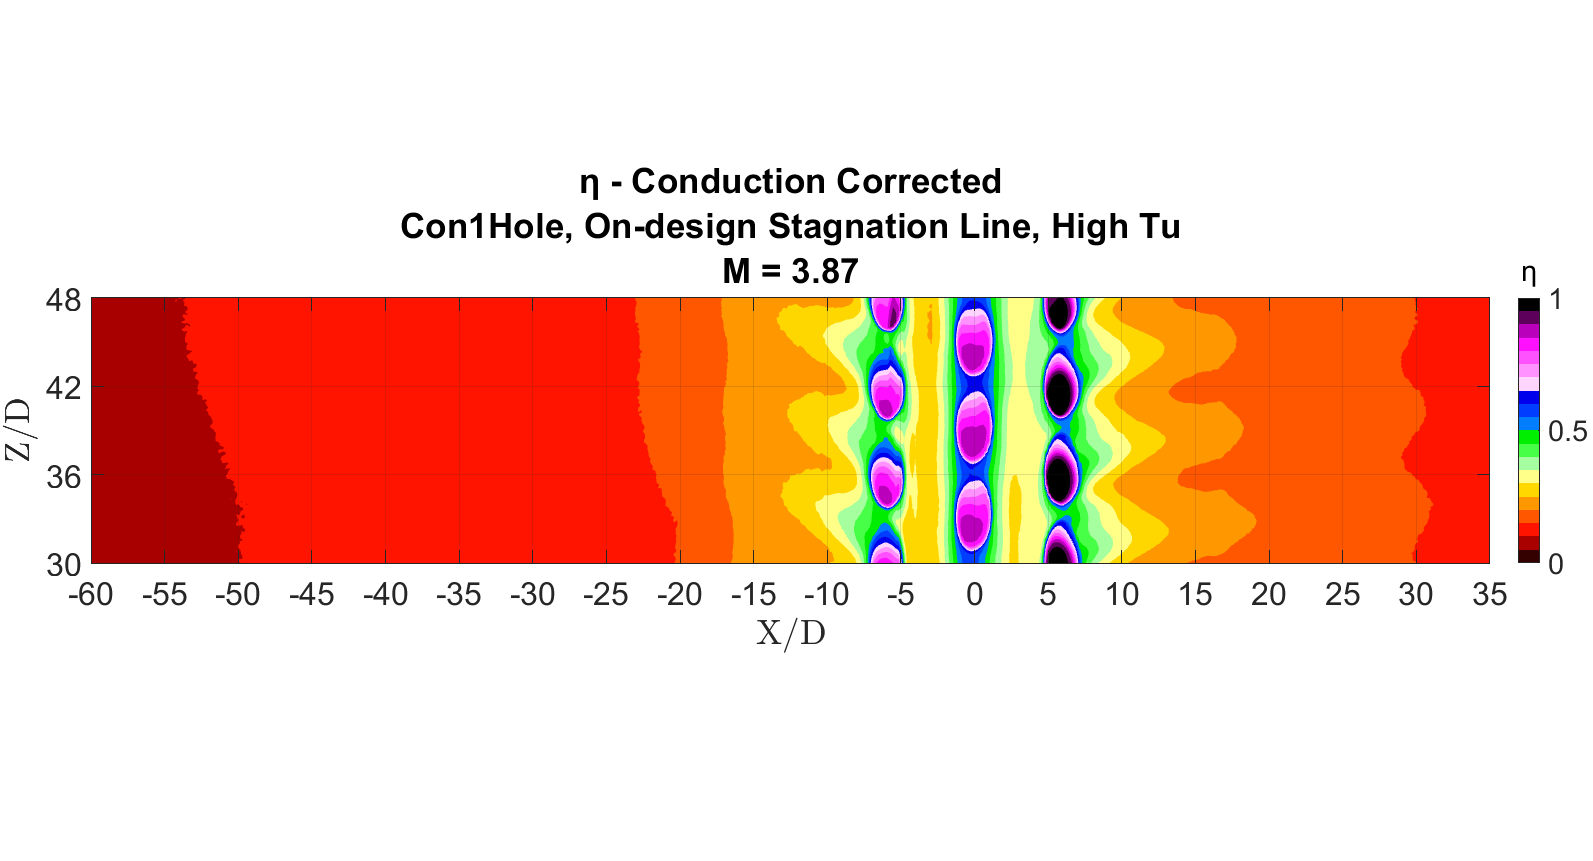 η - Conduction Corrected
Con1Hole, On-design Stagnation Line, High Tu
M = 3.87
η
48
42
36
30
Z/D
1
0.5
0
-60 -55 -50 -45 -40 -35 -30 -25 -20 -15 -10 -5 0 5 10 15 20 25 30 35
X/D